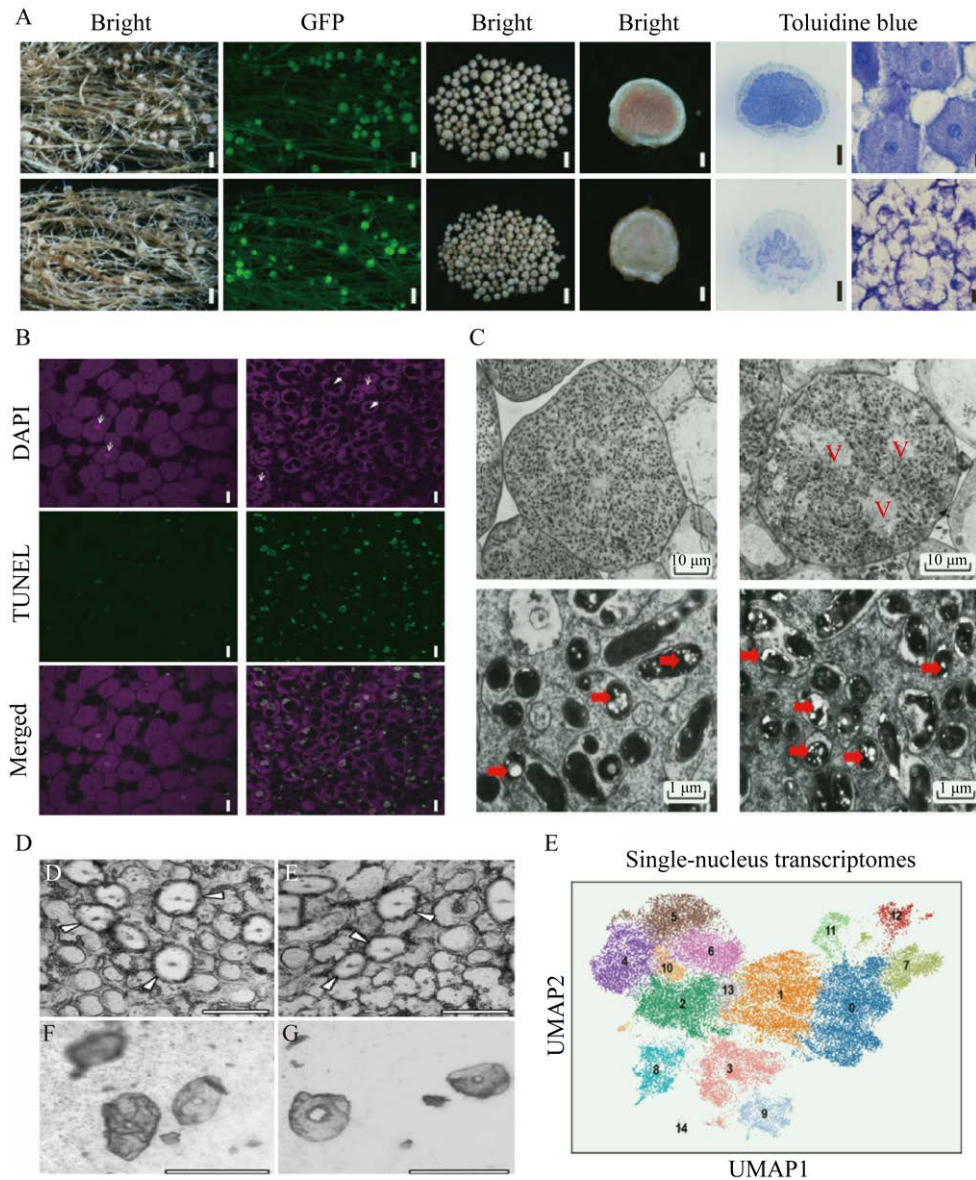 A
Bright GFP Bright Bright Toluidine blue
B
DAPI
TUNEL
Merged
C
V V
V
10 μm 10 μm
1 μm 1 μm
D
D E
F G
E
Single-nucleus transcriptomes
5 12
11
4 6
10 7
13 1 0
2
8 3
9
14
UMAP2
UMAP1